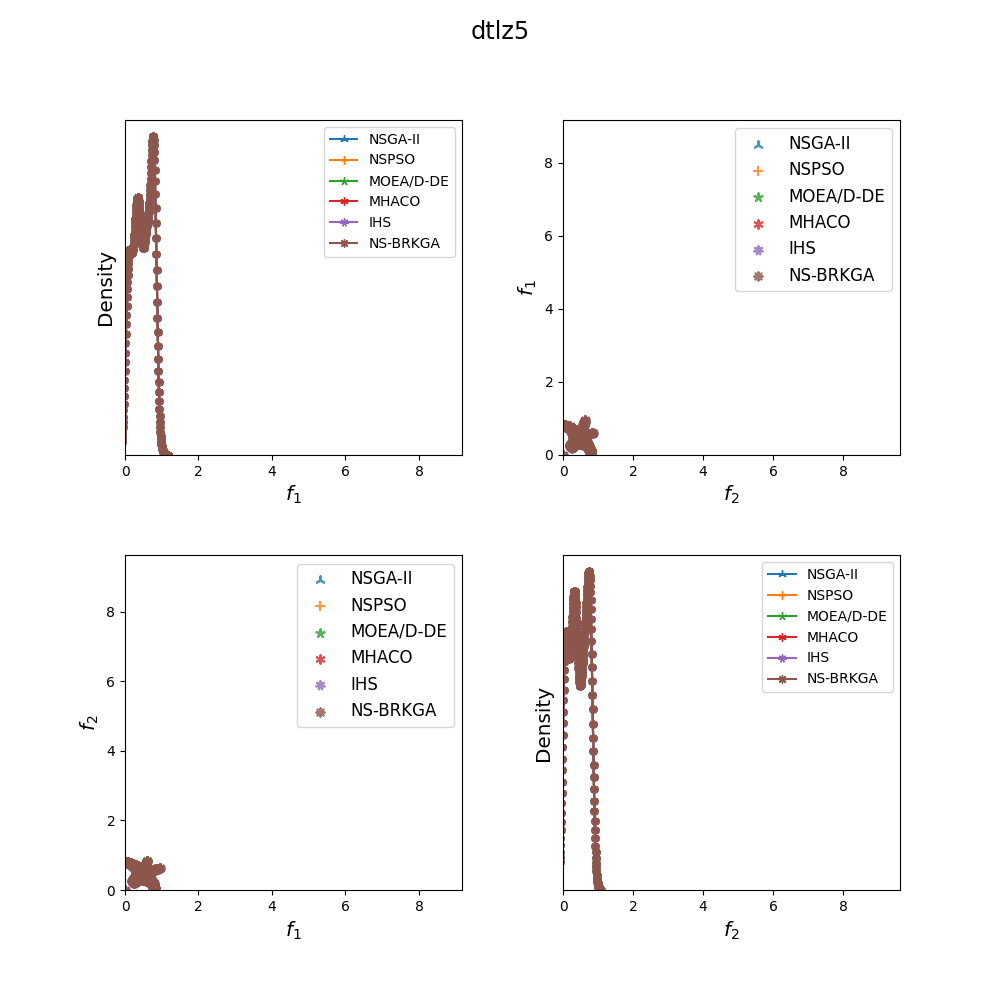 dtlz5
NSGA-II
NSPSO
MOEA/D-DE
MHACO
IHS
NS-BRKGA
Density
0 2 4 6 8
f1
NSGA-II
NSPSO
MOEA/D-DE
MHACO
IHS
NS-BRKGA
8
6
4
2
0
f1
0 2 4 6 8
f2
NSGA-II
NSPSO
MOEA/D-DE
MHACO
IHS
NS-BRKGA
8
6
4
2
0
f2
0 2 4 6 8
f1
NSGA-II
NSPSO
MOEA/D-DE
MHACO
IHS
NS-BRKGA
Density
0 2 4 6 8
f2